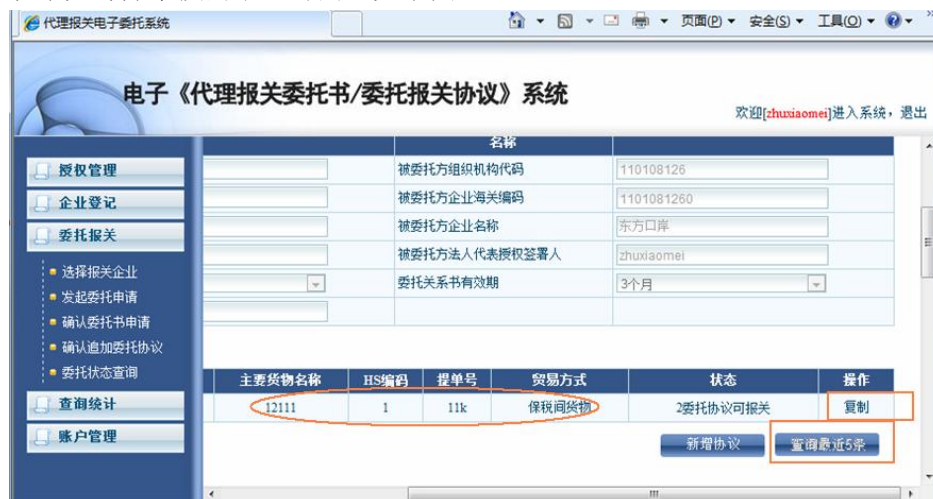 代理报关电子委托系统
页面(P) 安全(S) 工具(O)
电子《代理报关委托书/委托报关协议》系统
欢迎[zhuxiaomei]进入系统，退出
名称
授权管理
企业登记
委托报关
选择报关企业
发起委托申请
确认委托书申请
确认追加委托协议
委托状态查询
查询统计
账户管理
被委托方组织机构代码 110108126
被委托方企业海关编码 1101081260
被委托方企业名称 东方口岸
被委托方法人代表授权签署人 zhuxiaomei
委托关系书有效期 3个月
主要货物名称 HS编码 提单号 贸易方式 状态 操作
12111 1 11k 保税间货物 2委托协议可报关 复制
新增协议 查询最近5条